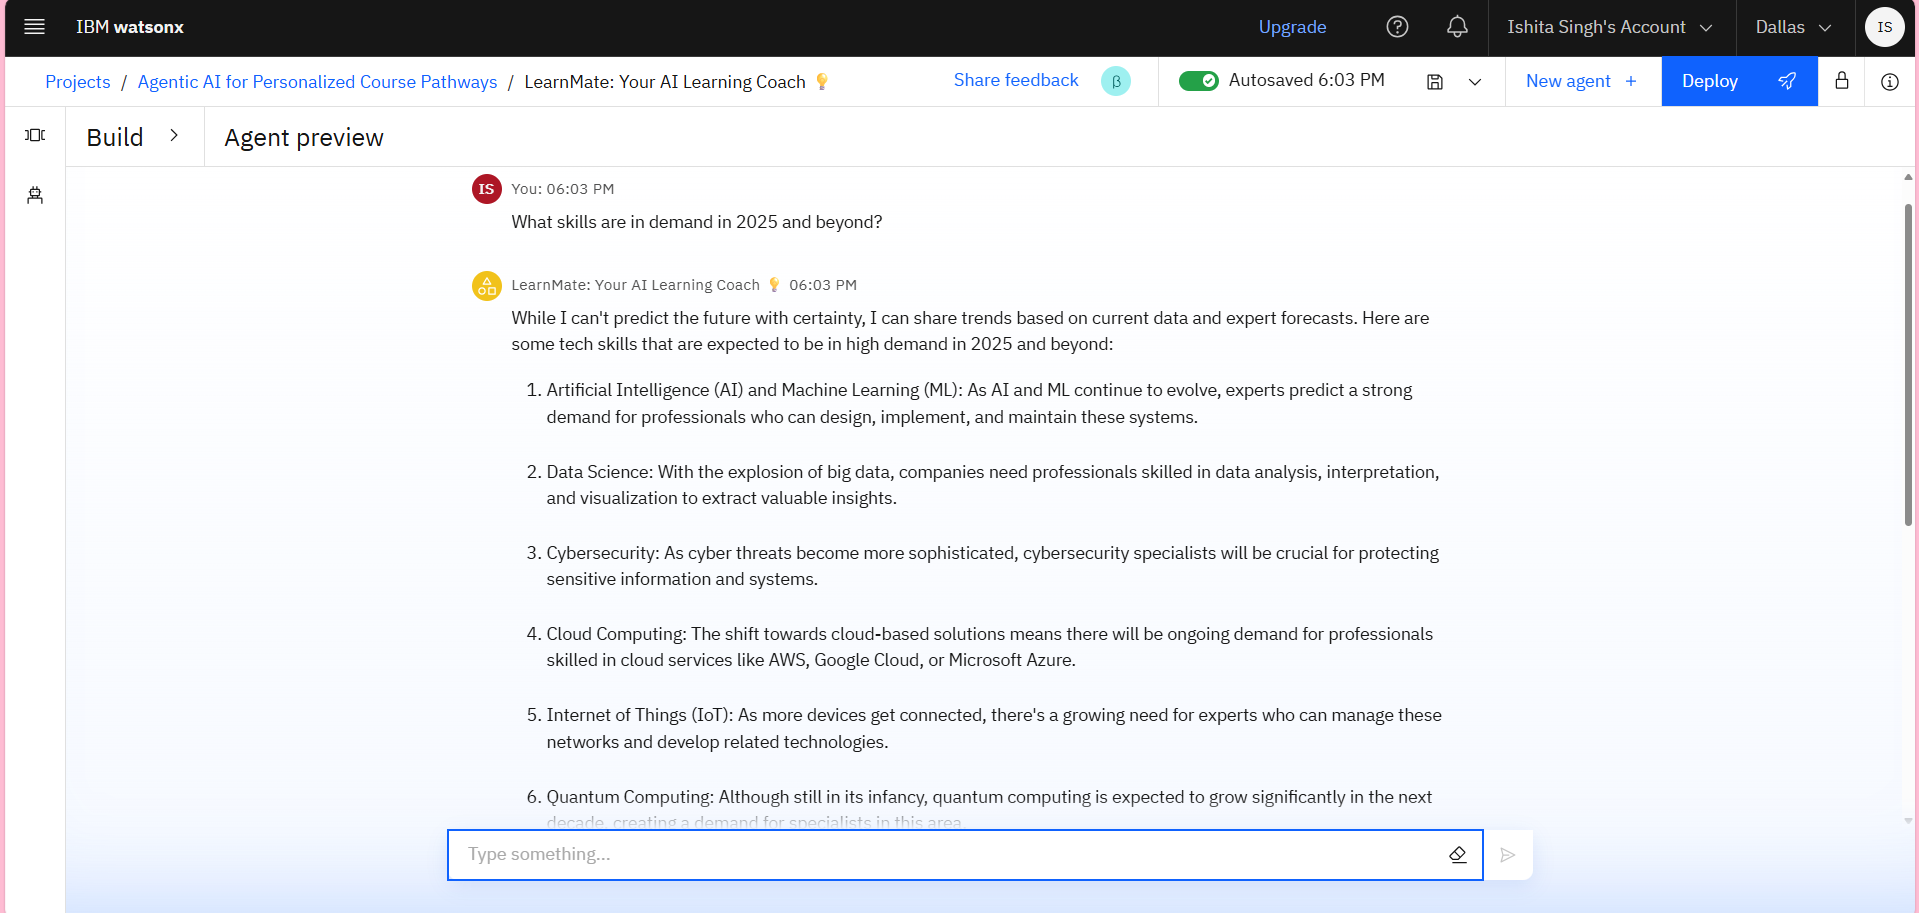 IBM watsonx
Upgrade
Ishita Singh's Account
Dallas
IS
Projects / Agentic AI for Personalized Course Pathways / LearnMate: Your AI Learning Coach 💡
Share feedback
β
Autosaved 6:03 PM
New agent +
Deploy
Build
Agent preview
IS
You: 06:03 PM
What skills are in demand in 2025 and beyond?
LearnMate: Your AI Learning Coach 💡 06:03 PM
While I can't predict the future with certainty, I can share trends based on current data and expert forecasts. Here are
some tech skills that are expected to be in high demand in 2025 and beyond:
1. Artificial Intelligence (AI) and Machine Learning (ML): As AI and ML continue to evolve, experts predict a strong
demand for professionals who can design, implement, and maintain these systems.
2. Data Science: With the explosion of big data, companies need professionals skilled in data analysis, interpretation,
and visualization to extract valuable insights.
3. Cybersecurity: As cyber threats become more sophisticated, cybersecurity specialists will be crucial for protecting
sensitive information and systems.
4. Cloud Computing: The shift towards cloud-based solutions means there will be ongoing demand for professionals
skilled in cloud services like AWS, Google Cloud, or Microsoft Azure.
5. Internet of Things (IoT): As more devices get connected, there's a growing need for experts who can manage these
networks and develop related technologies.
6. Quantum Computing: Although still in its infancy, quantum computing is expected to grow significantly in the next
decade, creating a demand for specialists in this area.
Type something...